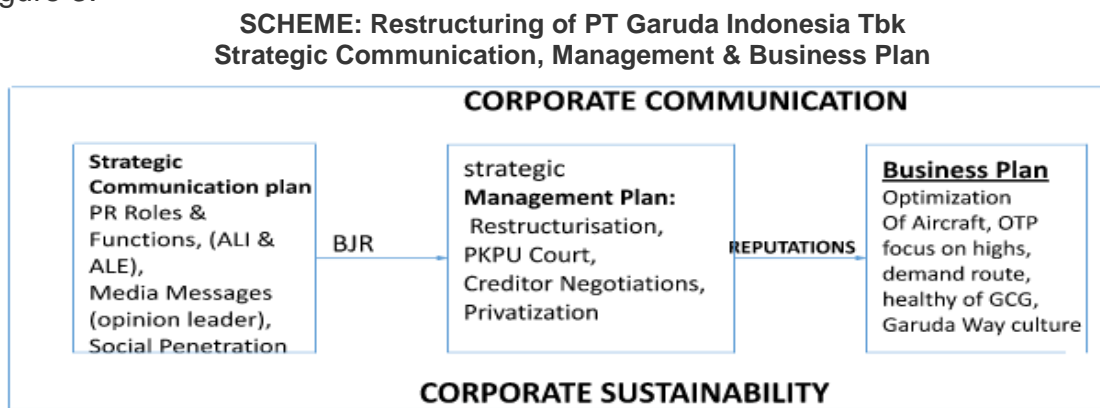 SCHEME: Restructuring of PT Garuda Indonesia Tbk
Strategic Communication, Management & Business Plan
CORPORATE COMMUNICATION
Strategic
Communication plan
PR Roles &
Functions, (ALI &
ALE),
Media Messages
(opinion leader),
Social Penetration
BJR
strategic
Management Plan:
Restructurisation,
PKPU Court,
Creditor Negotiations,
Privatization
REPUTATIONS
Business Plan
Optimization
Of Aircraft, OTP
focus on highs,
demand route,
healthy of GCG,
Garuda Way culture
CORPORATE SUSTAINABILITY